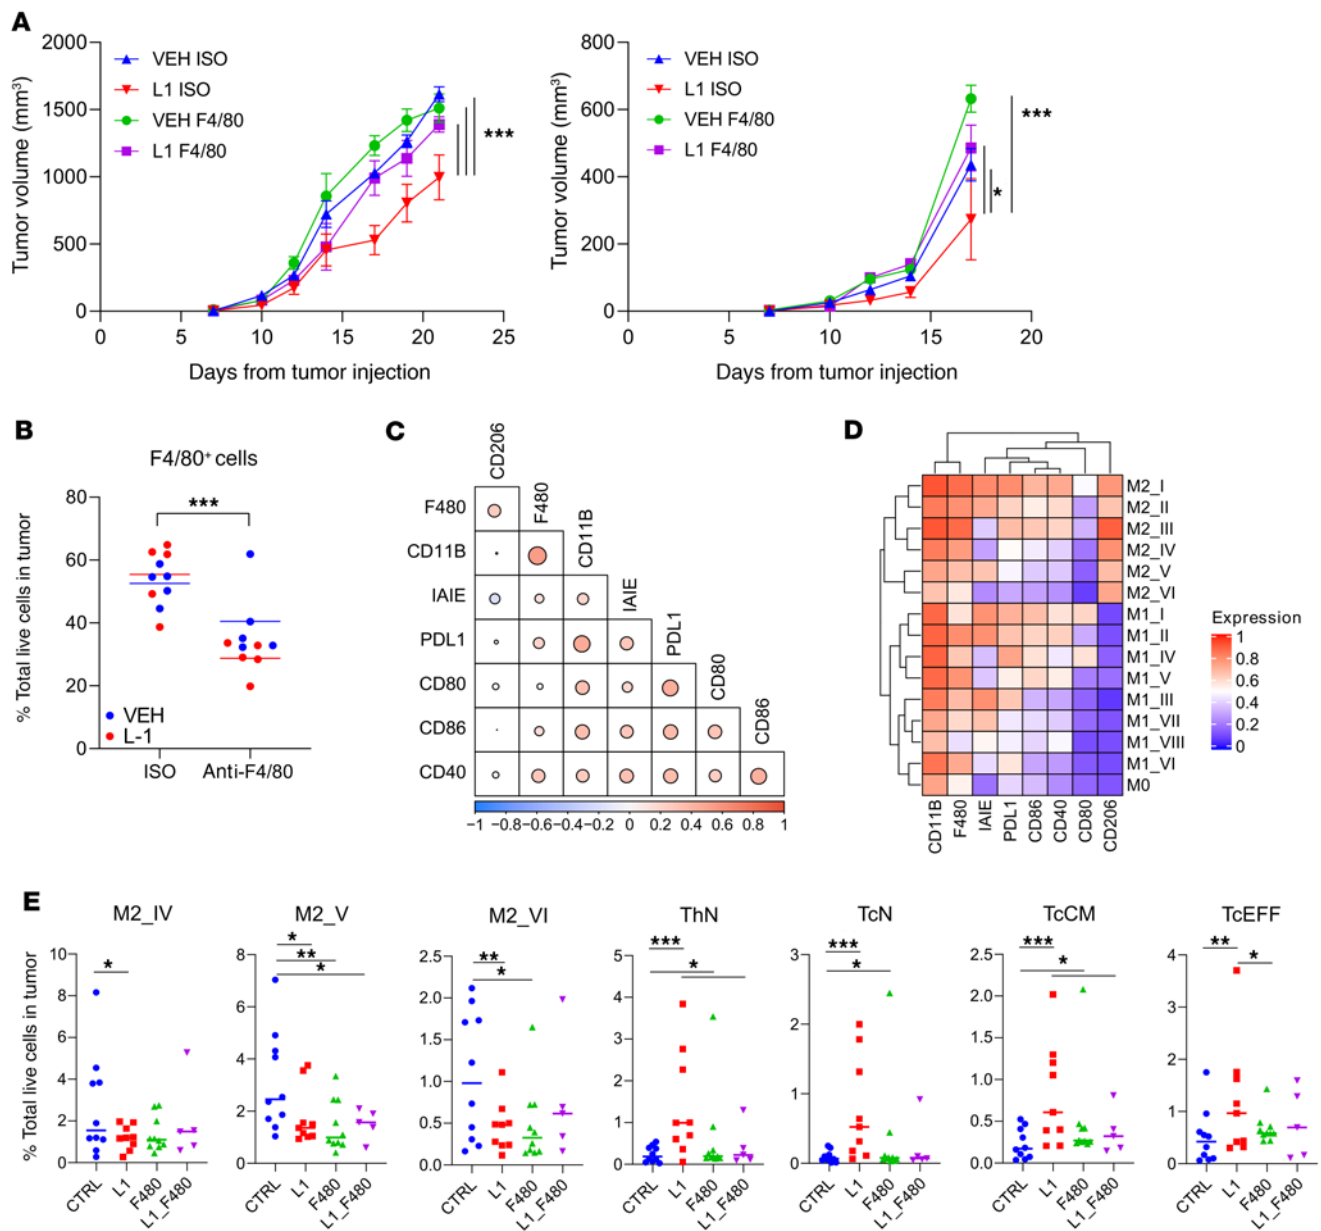 A
Tumor volume (mm³)
2000
1500
1000
500
0
0 5 10 15 20 25
Days from tumor injection
VEH ISO
L1 ISO
VEH F4/80
L1 F4/80
***
Tumor volume (mm³)
800
600
400
200
0
0 5 10 15 20
Days from tumor injection
VEH ISO
L1 ISO
VEH F4/80
L1 F4/80
***
*
B
F4/80⁺ cells
% Total live cells in tumor
80
60
40
20
0
***
VEH
L-1
ISO Anti-F4/80
C
CD206
F480
CD11B
IAIE
PDL1
CD80
CD86
F480
CD11B
IAIE
PDL1
CD80
CD86
CD40
−1 −0.8 −0.6 −0.4 −0.2 0 0.2 0.4 0.6 0.8 1
D
M2_I
M2_II
M2_III
M2_IV
M2_V
M2_VI
M1_I
M1_II
M1_IV
M1_V
M1_III
M1_VII
M1_VIII
M1_VI
M0
CD11B
F480
IAIE
PDL1
CD86
CD40
CD80
CD206
Expression
1
0.8
0.6
0.4
0.2
0
E
% Total live cells in tumor
M2_IV
*
10
8
6
4
2
0
CTRL
L1
F480
L1_F480
M2_V
*
**
*
8
6
4
2
0
CTRL
L1
F480
L1_F480
M2_VI
**
*
2.5
2.0
1.5
1.0
0.5
0.0
CTRL
L1
F480
L1_F480
ThN
***
*
5
4
3
2
1
0
CTRL
L1
F480
L1_F480
TcN
***
*
3
2
1
0
CTRL
L1
F480
L1_F480
TcCM
***
*
2.5
2.0
1.5
1.0
0.5
0.0
CTRL
L1
F480
L1_F480
TcEFF
**
*
4
3
2
1
0
CTRL
L1
F480
L1_F480